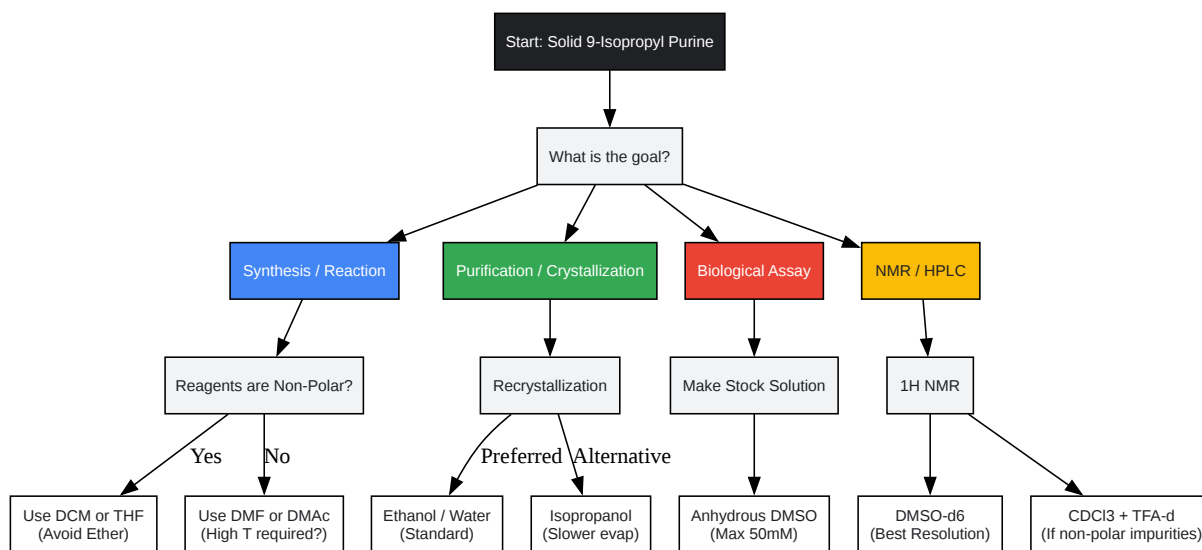 Start: Solid 9-Isopropyl Purine
What is the goal?
Synthesis / Reaction
Purification / Crystallization
Biological Assay
NMR / HPLC
Reagents are Non-Polar?
Recrystallization
Make Stock Solution
1H NMR
Yes
No
Preferred
Alternative
Use DCM or THF
(Avoid Ether)
Use DMF or DMAc
(High T required?)
Ethanol / Water
(Standard)
Isopropanol
(Slower evap)
Anhydrous DMSO
(Max 50mM)
DMSO-d6
(Best Resolution)
CDCl3 + TFA-d
(If non-polar impurities)